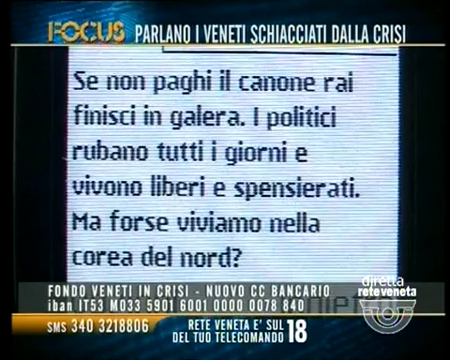 FOCUS PARLANO I VENETI SCHIACCIATI DALLA CRISI
Se non paghi il canone rai
finisci in galera. I politici
rubano tutti i giorni e
vivono liberi e spensierati.
Ma forse viviamo nella
corea del nord?
diretta
reteveneta
FONDO VENETI IN CRISI - NUOVO CC BANCARIO
iban IT53 M033 5901 6001 0000 0078 840
SMS 340 3218806
RETE VENETA E' SUL
DEL TUO TELECOMANDO 18